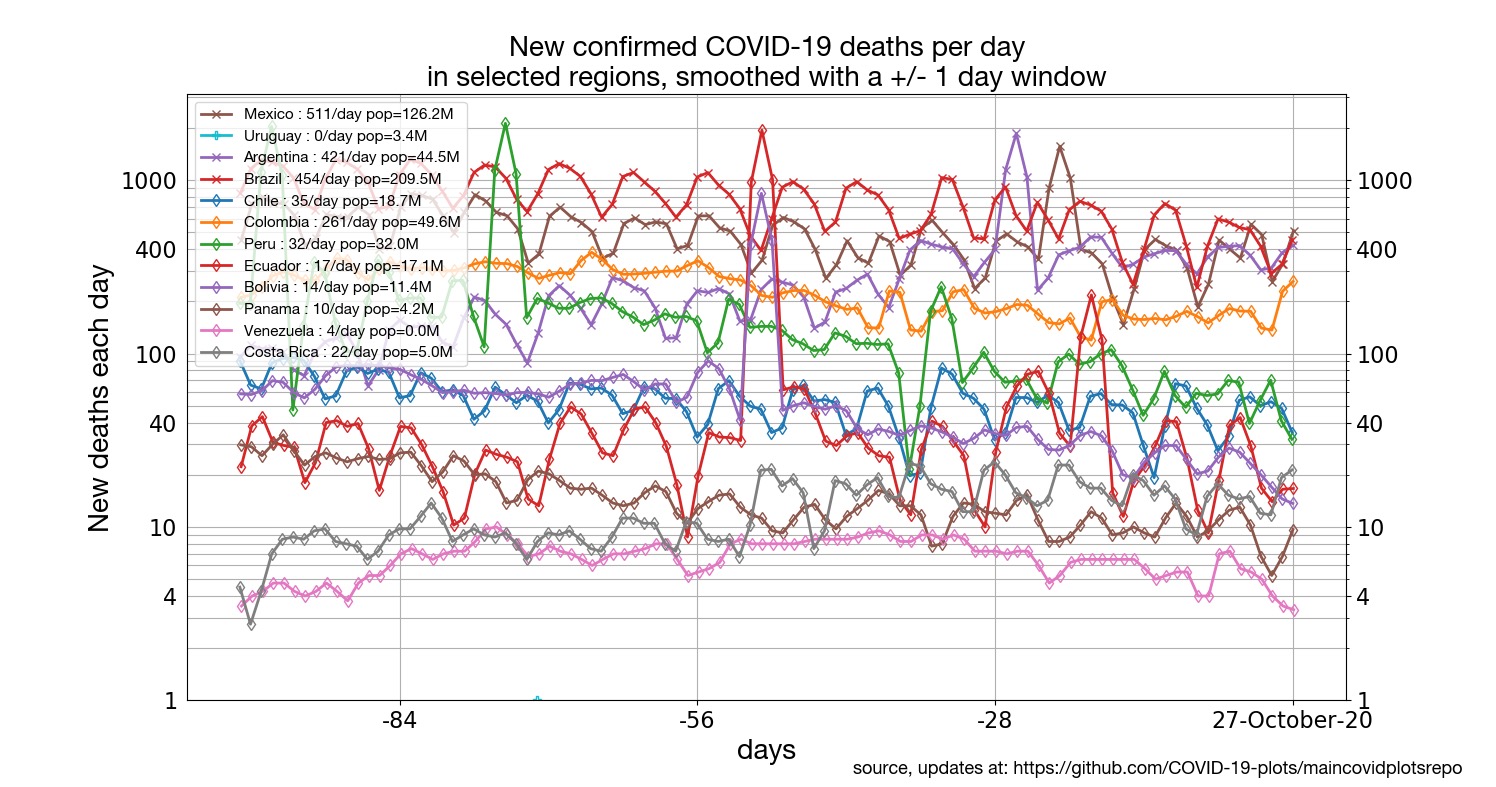 New confirmed COVID-19 deaths per day
in selected regions, smoothed with a +/- 1 day window
Mexico : 511/day pop=126.2M
Uruguay : 0/day pop=3.4M
Argentina : 421/day pop=44.5M
Brazil : 454/day pop=209.5M
Chile : 35/day pop=18.7M
Colombia : 261/day pop=49.6M
Peru : 32/day pop=32.0M
Ecuador : 17/day pop=17.1M
Bolivia : 14/day pop=11.4M
Panama : 10/day pop=4.2M
Venezuela : 4/day pop=0.0M
Costa Rica : 22/day pop=5.0M
New deaths each day
1000
400
100
40
10
4
1
1000
400
100
40
10
4
1
-84
-56
-28
27-October-20
days
source, updates at: https://github.com/COVID-19-plots/maincovidplotsrepo